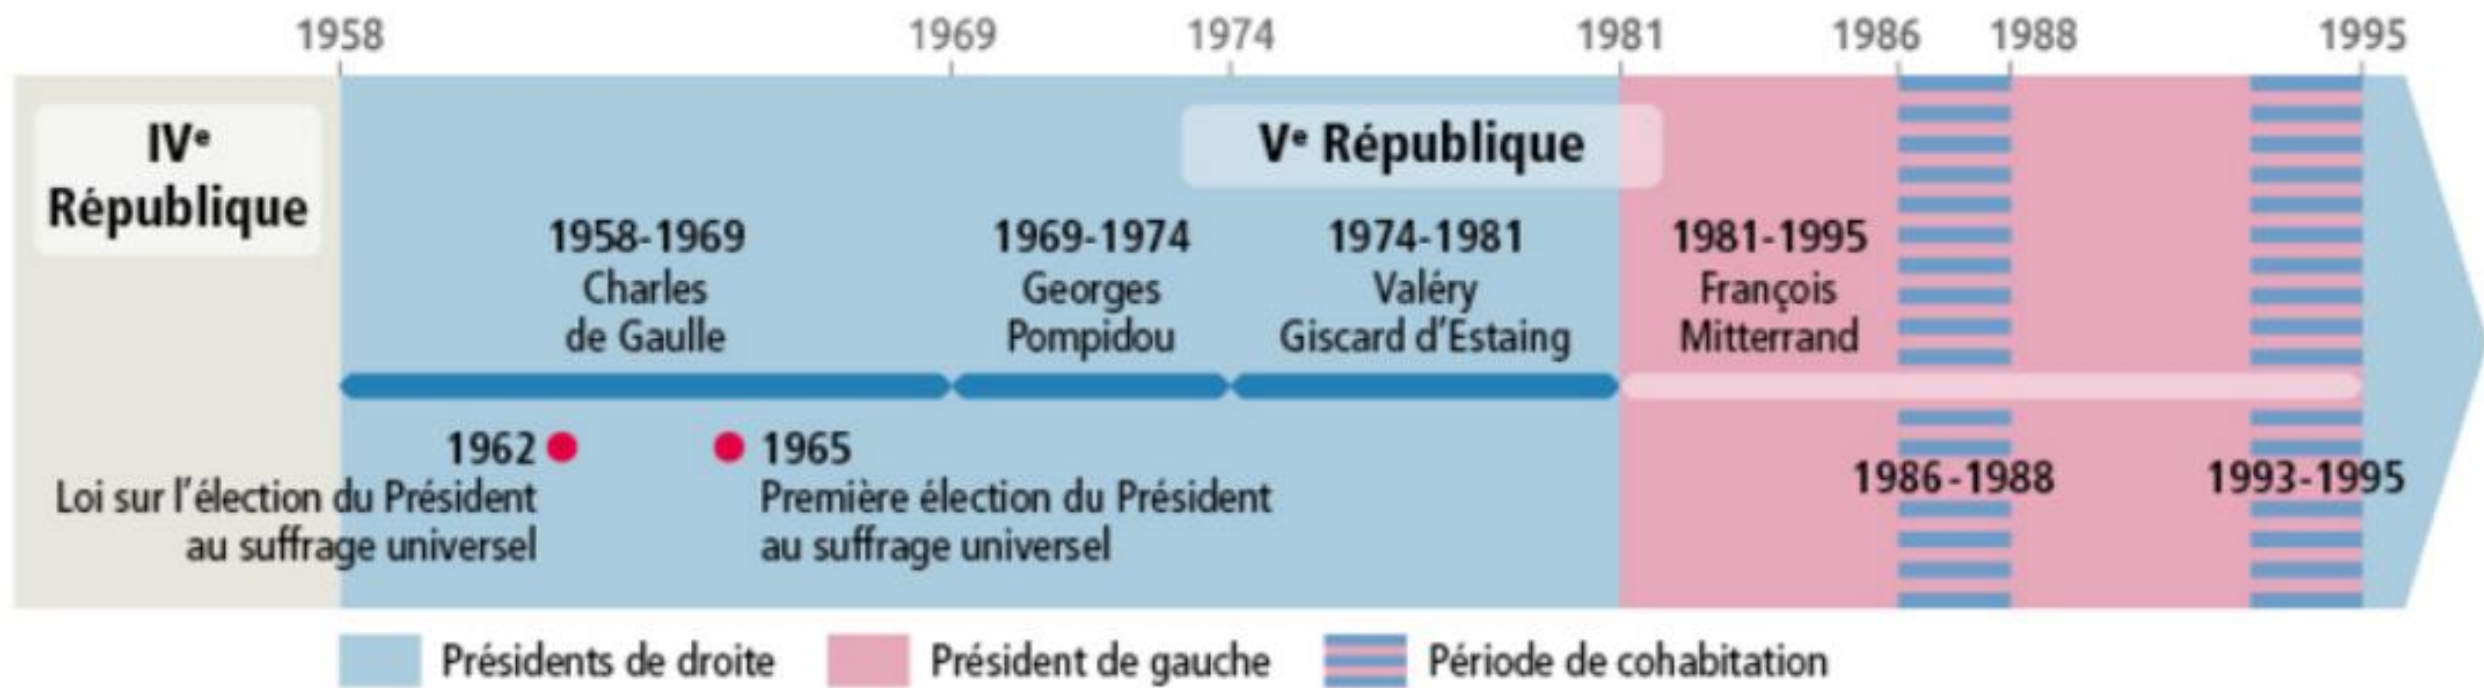 1958 1969 1974 1981 1986 1988 1995
IVe
République
Ve République
1958-1969
Charles
de Gaulle
1969-1974
Georges
Pompidou
1974-1981
Valéry
Giscard d'Estaing
1981-1995
François
Mitterrand
1962
Loi sur l'élection du Président
au suffrage universel
1965
Première élection du Président
au suffrage universel
1986-1988
1993-1995
Présidents de droite
Président de gauche
Période de cohabitation